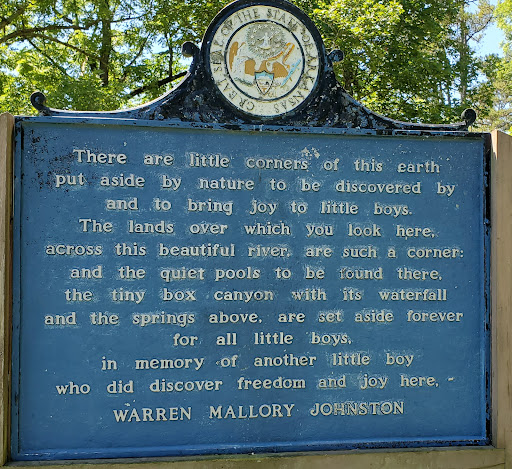 GREAT SEAL OF THE STATE OF ARKANSAS
There are little corners of this earth
put aside by nature to be discovered by
and to bring joy to little boys.
The lands over which you look here,
across this beautiful river, are such a corner:
and the quiet pools to be found there,
the tiny box canyon with its waterfall
and the springs above, are set aside forever
for all little boys,
in memory of another little boy
who did discover freedom and joy here,
WARREN MALLORY JOHNSTON